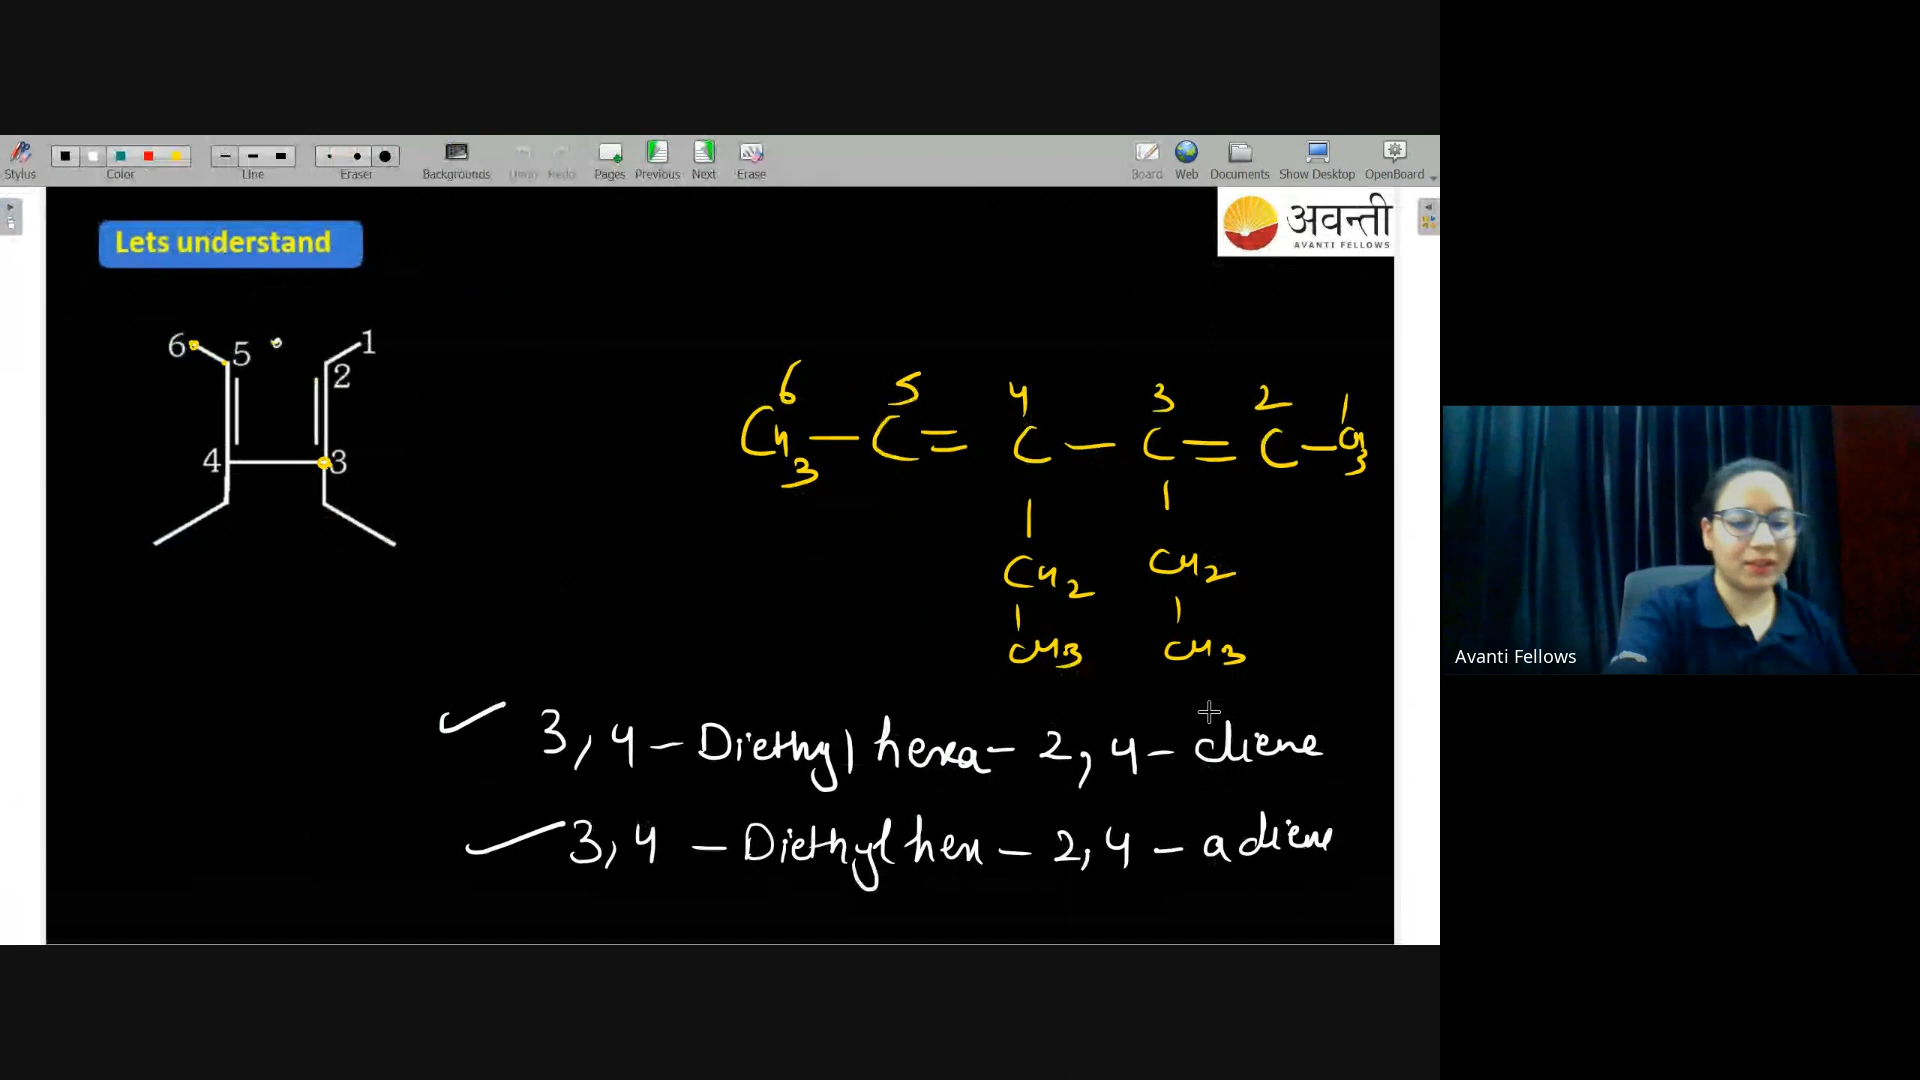 Stylus
Color
Line
Eraser
Backgrounds
Undo
Redo
Pages
Previous
Next
Erase
Board
Web
Documents
Show Desktop
OpenBoard
Lets understand
अवन्ती
AVANTI FELLOWS
6 5 1
2
4 3
6 5 4 3 2 1
CH3 — C = C — C = C — CH3
CH2 CH2
CH3 CH3
3,4 – Diethyl hexa – 2,4 – diene
3,4 – Diethyl hex – 2,4 – adiene
Avanti Fellows